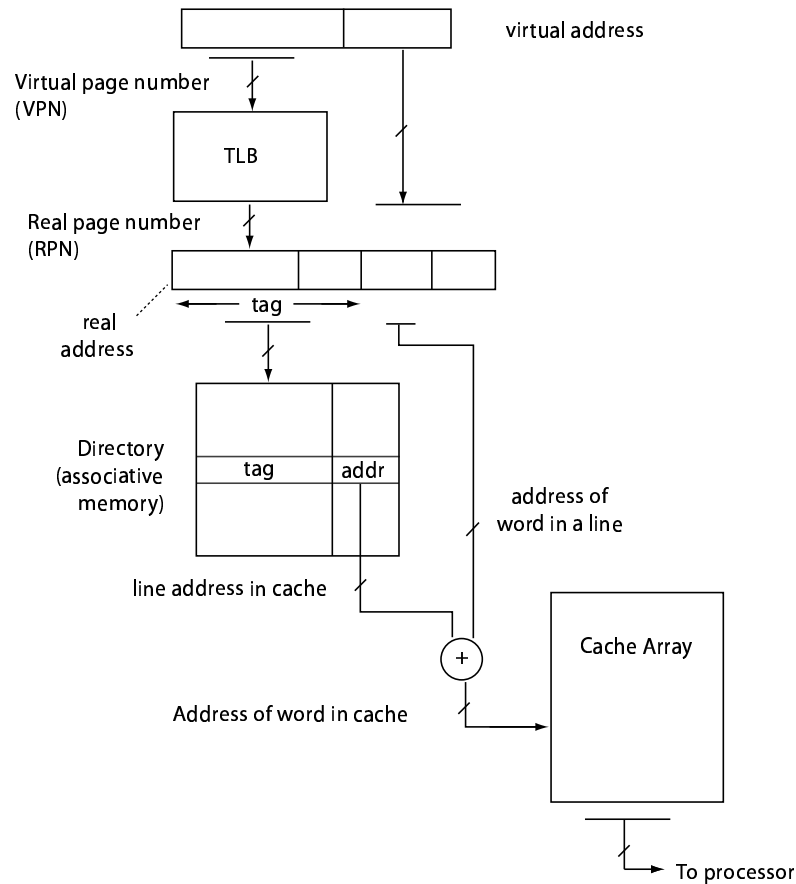 virtual address
Virtual page number
(VPN)
TLB
Real page number
(RPN)
tag
real
address
Directory
(associative
memory)
tag
addr
address of
word in a line
line address in cache
Cache Array
+
Address of word in cache
To processor